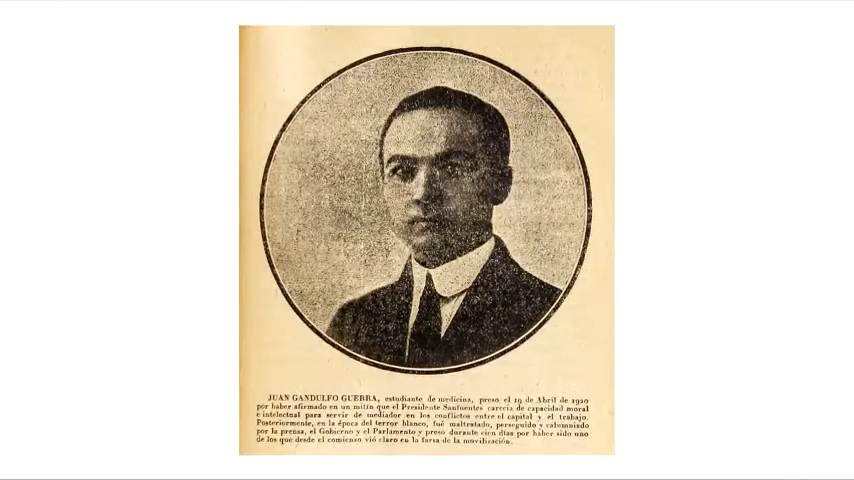 JUAN GANDULFO GUERRA, estudiante de medicina, preso el 19 de Abril de 1920
por haber afirmado en un mitin que el Presidente Sanfuentes carecia de capacidad moral
e intelectual para servir de mediador en los conflictos entre el capital y el trabajo.
Posteriormente, en la época del terror blanco, fué maltratado, perseguido y calumniado
por la prensa, el Gobierno y el Parlamento y preso durante cien dias por haber sido uno
de los que desde el comienzo vió claro en la farsa de la movilización.